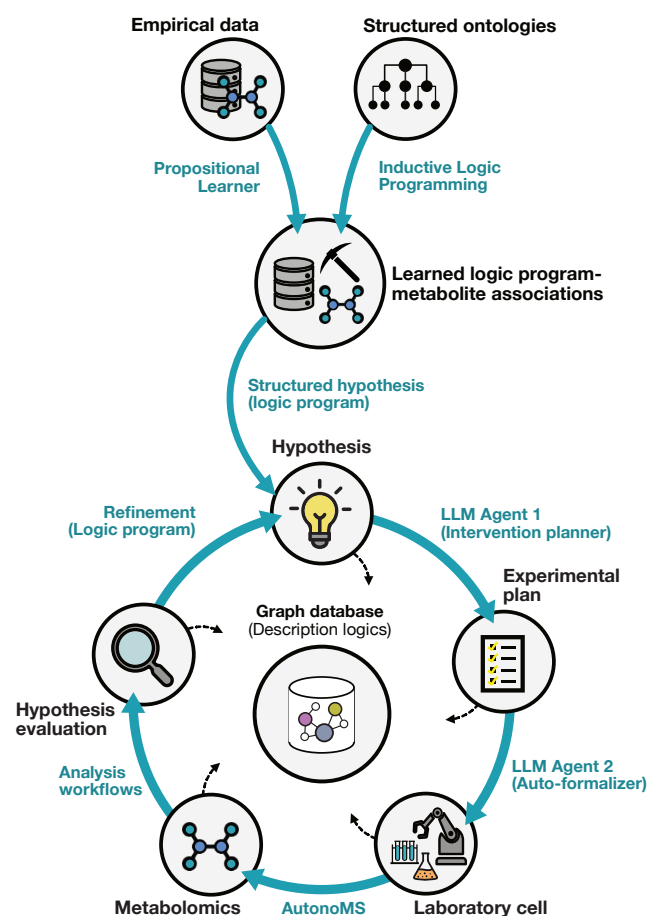 Empirical data
Structured ontologies
Propositional
Learner
Inductive Logic
Programming
Learned logic program-
metabolite associations
Structured hypothesis
(logic program)
Hypothesis
Refinement
(Logic program)
LLM Agent 1
(Intervention planner)
Experimental
plan
Graph database
(Description logics)
Hypothesis
evaluation
LLM Agent 2
(Auto-formalizer)
Analysis
workflows
Metabolomics
AutonoMS
Laboratory cell